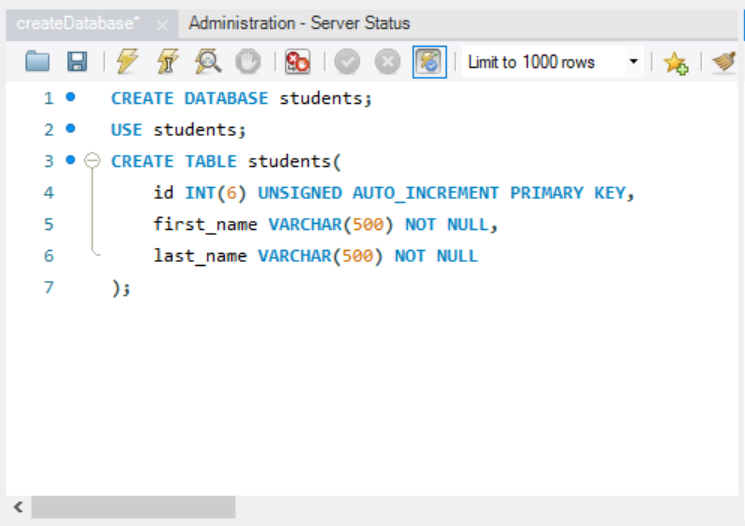 createDatabase* × Administration - Server Status
Limit to 1000 rows
1 CREATE DATABASE students;
2 USE students;
3 CREATE TABLE students(
4 id INT(6) UNSIGNED AUTO_INCREMENT PRIMARY KEY,
5 first_name VARCHAR(500) NOT NULL,
6 last_name VARCHAR(500) NOT NULL
7 );